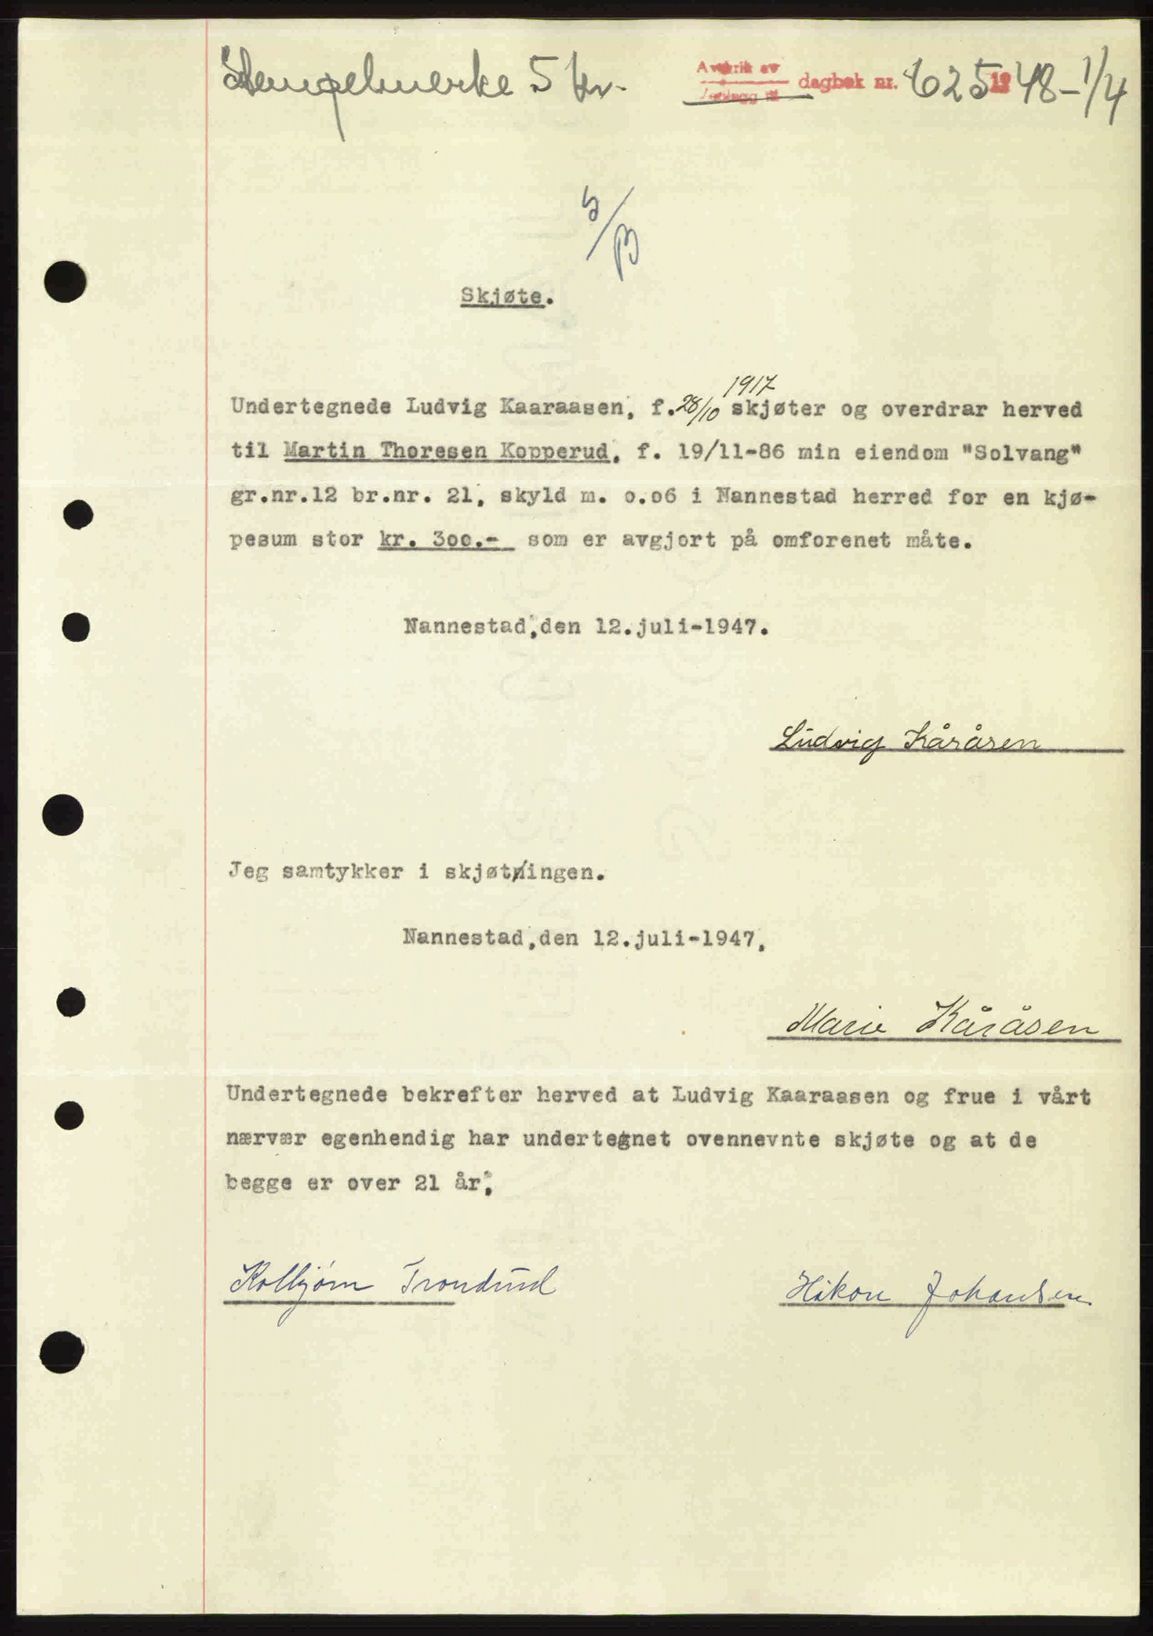 Stempelmerke 5 kr.
Avskrift av
dagbok nr. 625 1948-1/4
5/B
Skjøte.
1917
Undertegnede Ludvig Kaaraasen, f. 28/10 skjøter og overdrar herved
til Martin Thoresen Kopperud, f. 19/11-86 min eiendom "Solvang"
gr.nr.12 br.nr. 21, skyld m. o.o6 i Nannestad herred for en kjø-
pesum stor kr. 3oo.- som er avgjort på omforenet måte.
Nannestad,den 12.juli-1947.
Ludvig Kåråsen
Jeg samtykker i skjøtningen.
Nannestad,den 12.juli-1947,
Marie Kåråsen
Undertegnede bekrefter herved at Ludvig Kaaraasen og frue i vårt
nærvær egenhendig har undertegnet ovennevnte skjøte og at de
begge er over 21 år,
Kolbjørn Trondrud Håkon Johansen